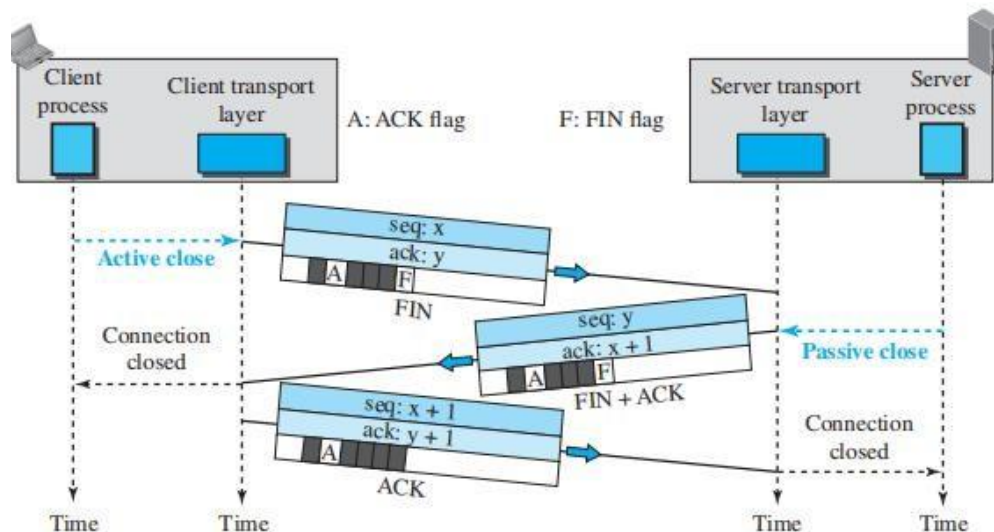 Client
process
Client transport
layer
A: ACK flag
F: FIN flag
Server transport
layer
Server
process
Active close
seq: x
ack: y
A
F
FIN
Connection
closed
seq: y
ack: x + 1
A
F
FIN + ACK
Passive close
seq: x + 1
ack: y + 1
A
ACK
Connection
closed
Time
Time
Time
Time